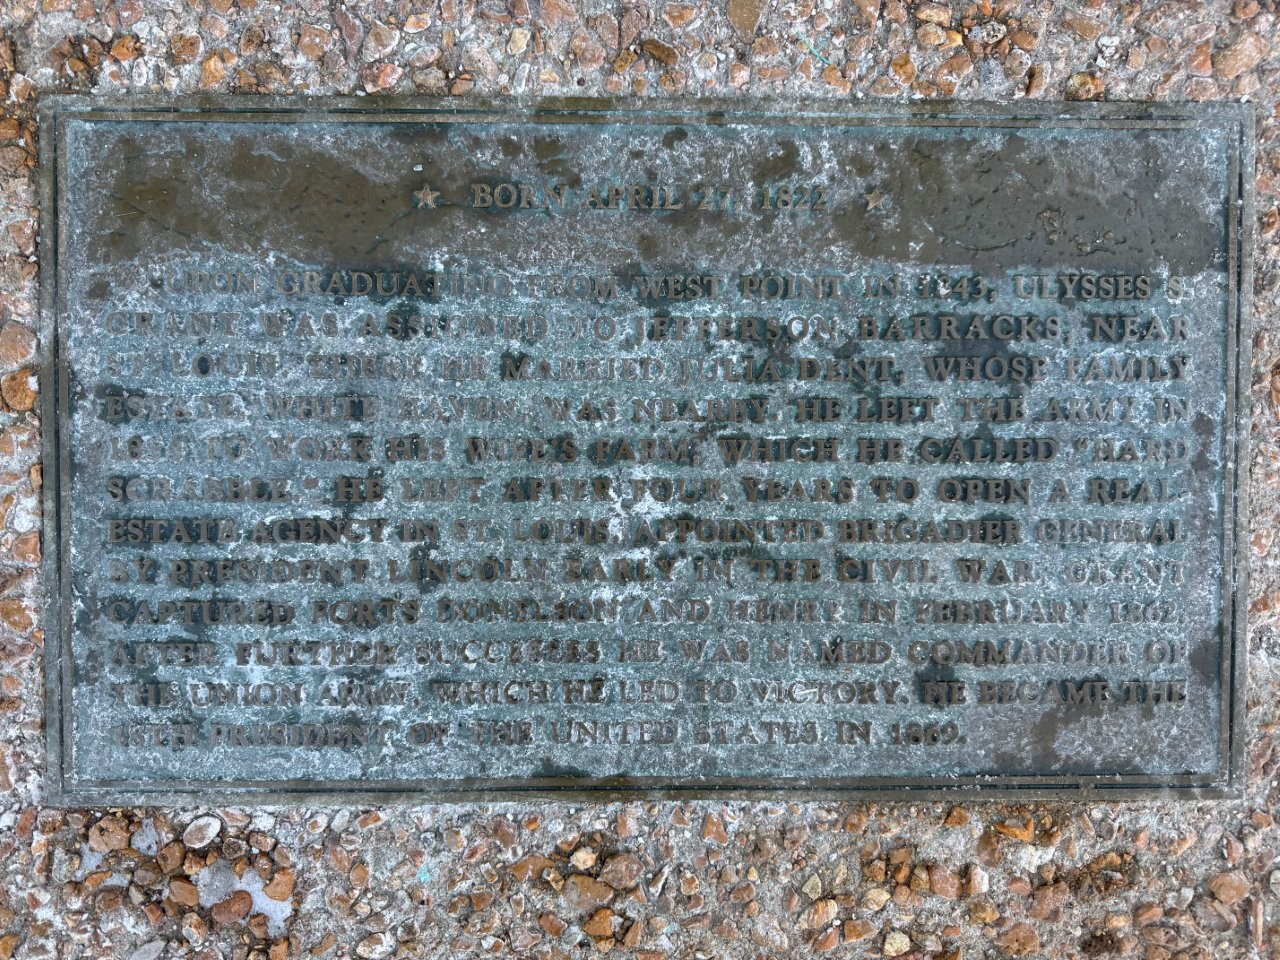 ★ BORN APRIL 27, 1822 ★
UPON GRADUATING FROM WEST POINT IN 1843, ULYSSES S.
GRANT WAS ASSIGNED TO JEFFERSON BARRACKS, NEAR
ST. LOUIS. THERE HE MARRIED JULIA DENT, WHOSE FAMILY
ESTATE, WHITE HAVEN, WAS NEARBY. HE LEFT THE ARMY IN
TO WORK HIS WIFE'S FARM, WHICH HE CALLED "HARD
SCRABBLE." HE LEFT AFTER FOUR YEARS TO OPEN A REAL
ESTATE AGENCY IN ST. LOUIS. APPOINTED BRIGADIER GENERAL
BY PRESIDENT LINCOLN EARLY IN THE CIVIL WAR, GRANT
CAPTURED FORTS DONELSON AND HENRY IN FEBRUARY 1862.
AFTER FURTHER SUCCESSES HE WAS NAMED COMMANDER OF
THE UNION ARMY, WHICH HE LED TO VICTORY. HE BECAME THE
18TH PRESIDENT OF THE UNITED STATES IN 1869.